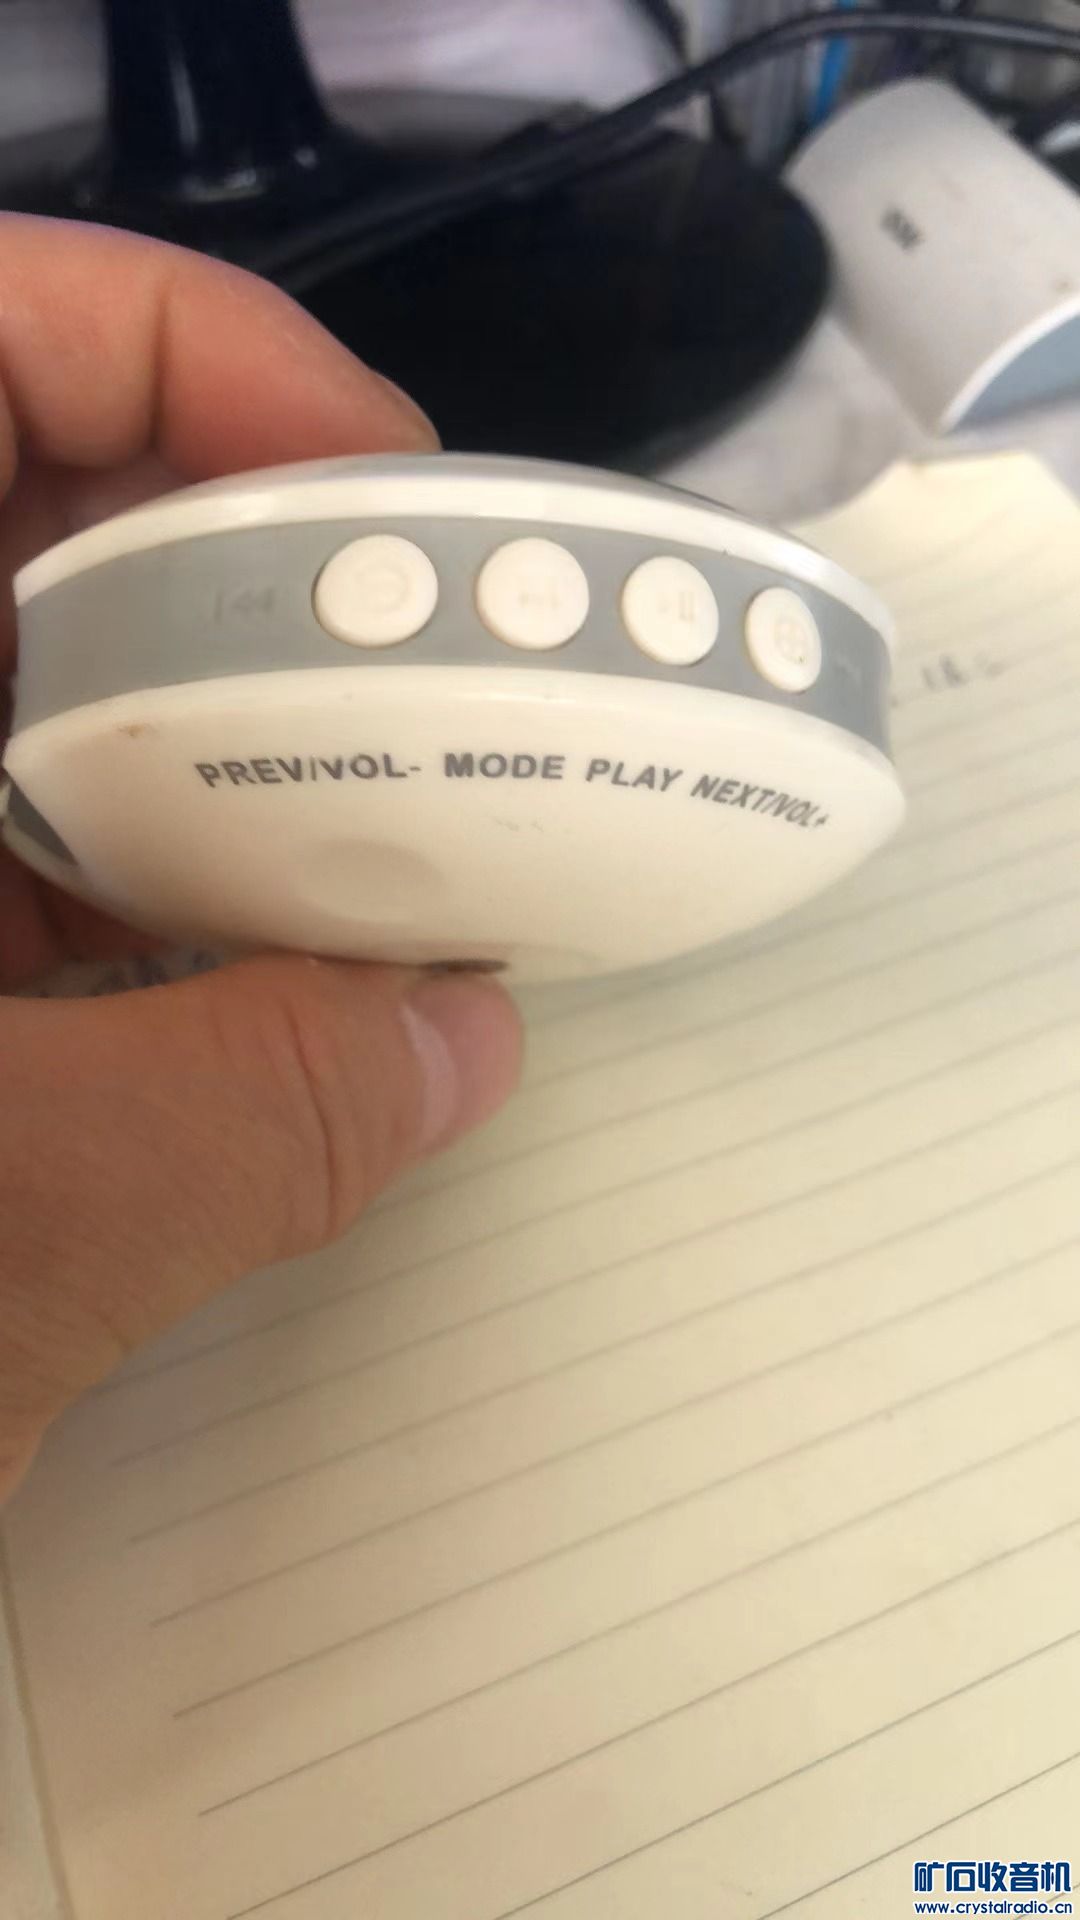 PREV/VOL- MODE PLAY NEXT/VOL+
矿石收音机
www.crystalradio.cn